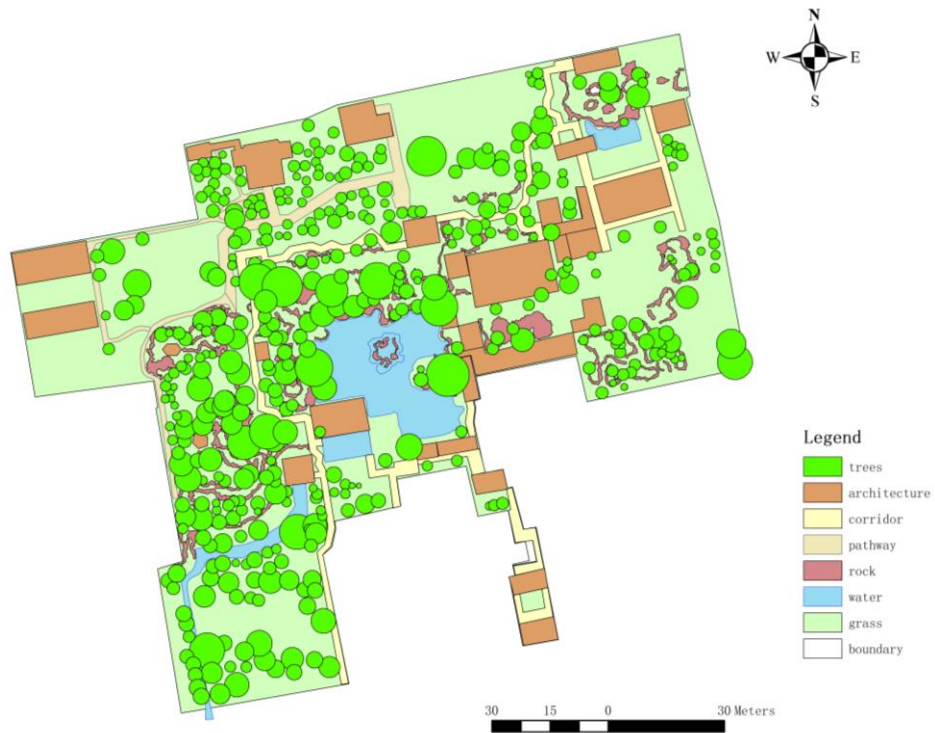 N
W E
S
Legend
trees
architecture
corridor
pathway
rock
water
grass
boundary
30 15 0 30 Meters